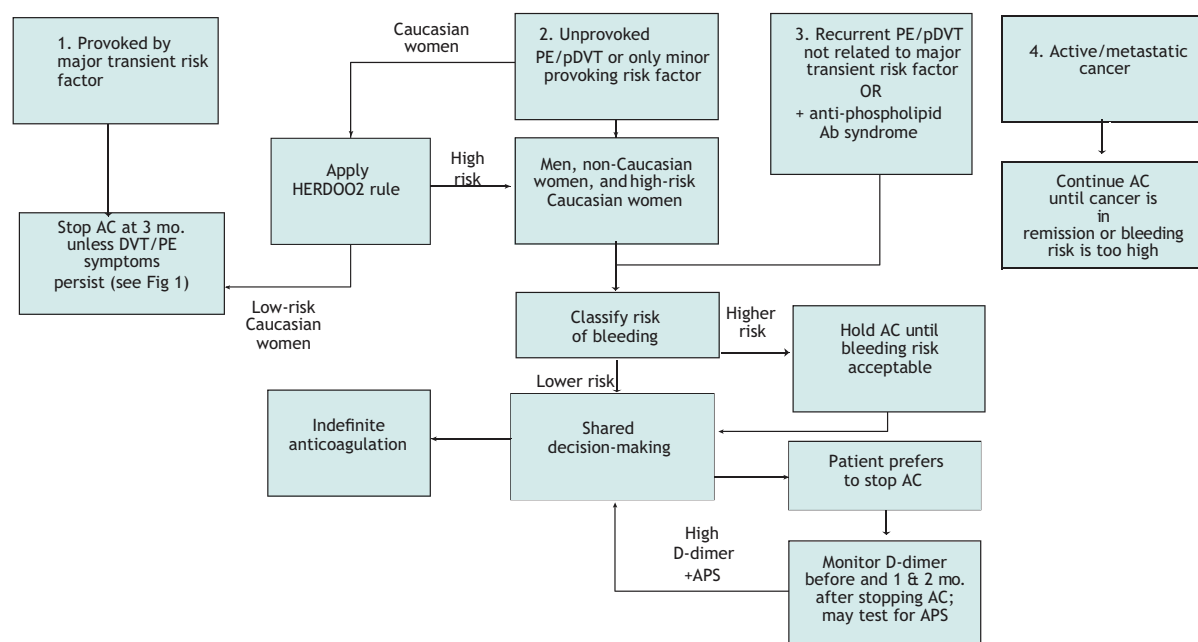 1. Provoked by
major transient risk
factor
Caucasian
women
2. Unprovoked
PE/pDVT or only minor
provoking risk factor
3. Recurrent PE/pDVT
not related to major
transient risk factor
OR
+ anti-phospholipid
Ab syndrome
4. Active/metastatic
cancer
Apply
HERDOO2 rule
High
risk
Men, non-Caucasian
women, and high-risk
Caucasian women
Continue AC
until cancer is
in
remission or bleeding
risk is too high
Stop AC at 3 mo.
unless DVT/PE
symptoms
persist (see Fig 1)
Low-risk
Caucasian
women
Classify risk
of bleeding
Higher
risk
Hold AC until
bleeding risk
acceptable
Lower risk
Indefinite
anticoagulation
Shared
decision-making
Patient prefers
to stop AC
High
D-dimer
+APS
Monitor D-dimer
before and 1 & 2 mo.
after stopping AC;
may test for APS